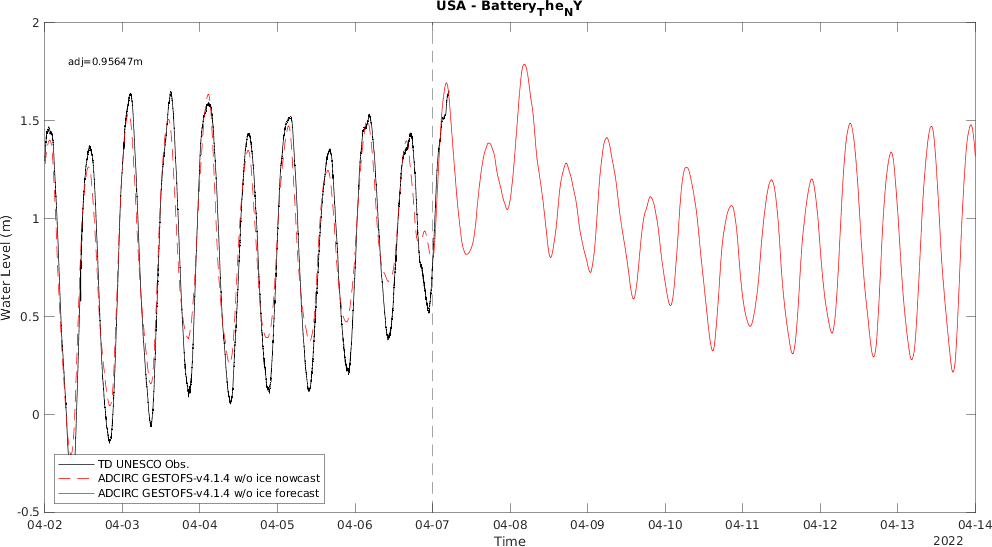 USA - Battery_The_NY
2
adj=0.95647m
1.5
1
Water Level (m)
0.5
0
TD UNESCO Obs.
ADCIRC GESTOFS-v4.1.4 w/o ice nowcast
ADCIRC GESTOFS-v4.1.4 w/o ice forecast
-0.5
04-02 04-03 04-04 04-05 04-06 04-07 04-08 04-09 04-10 04-11 04-12 04-13 04-14
Time
2022